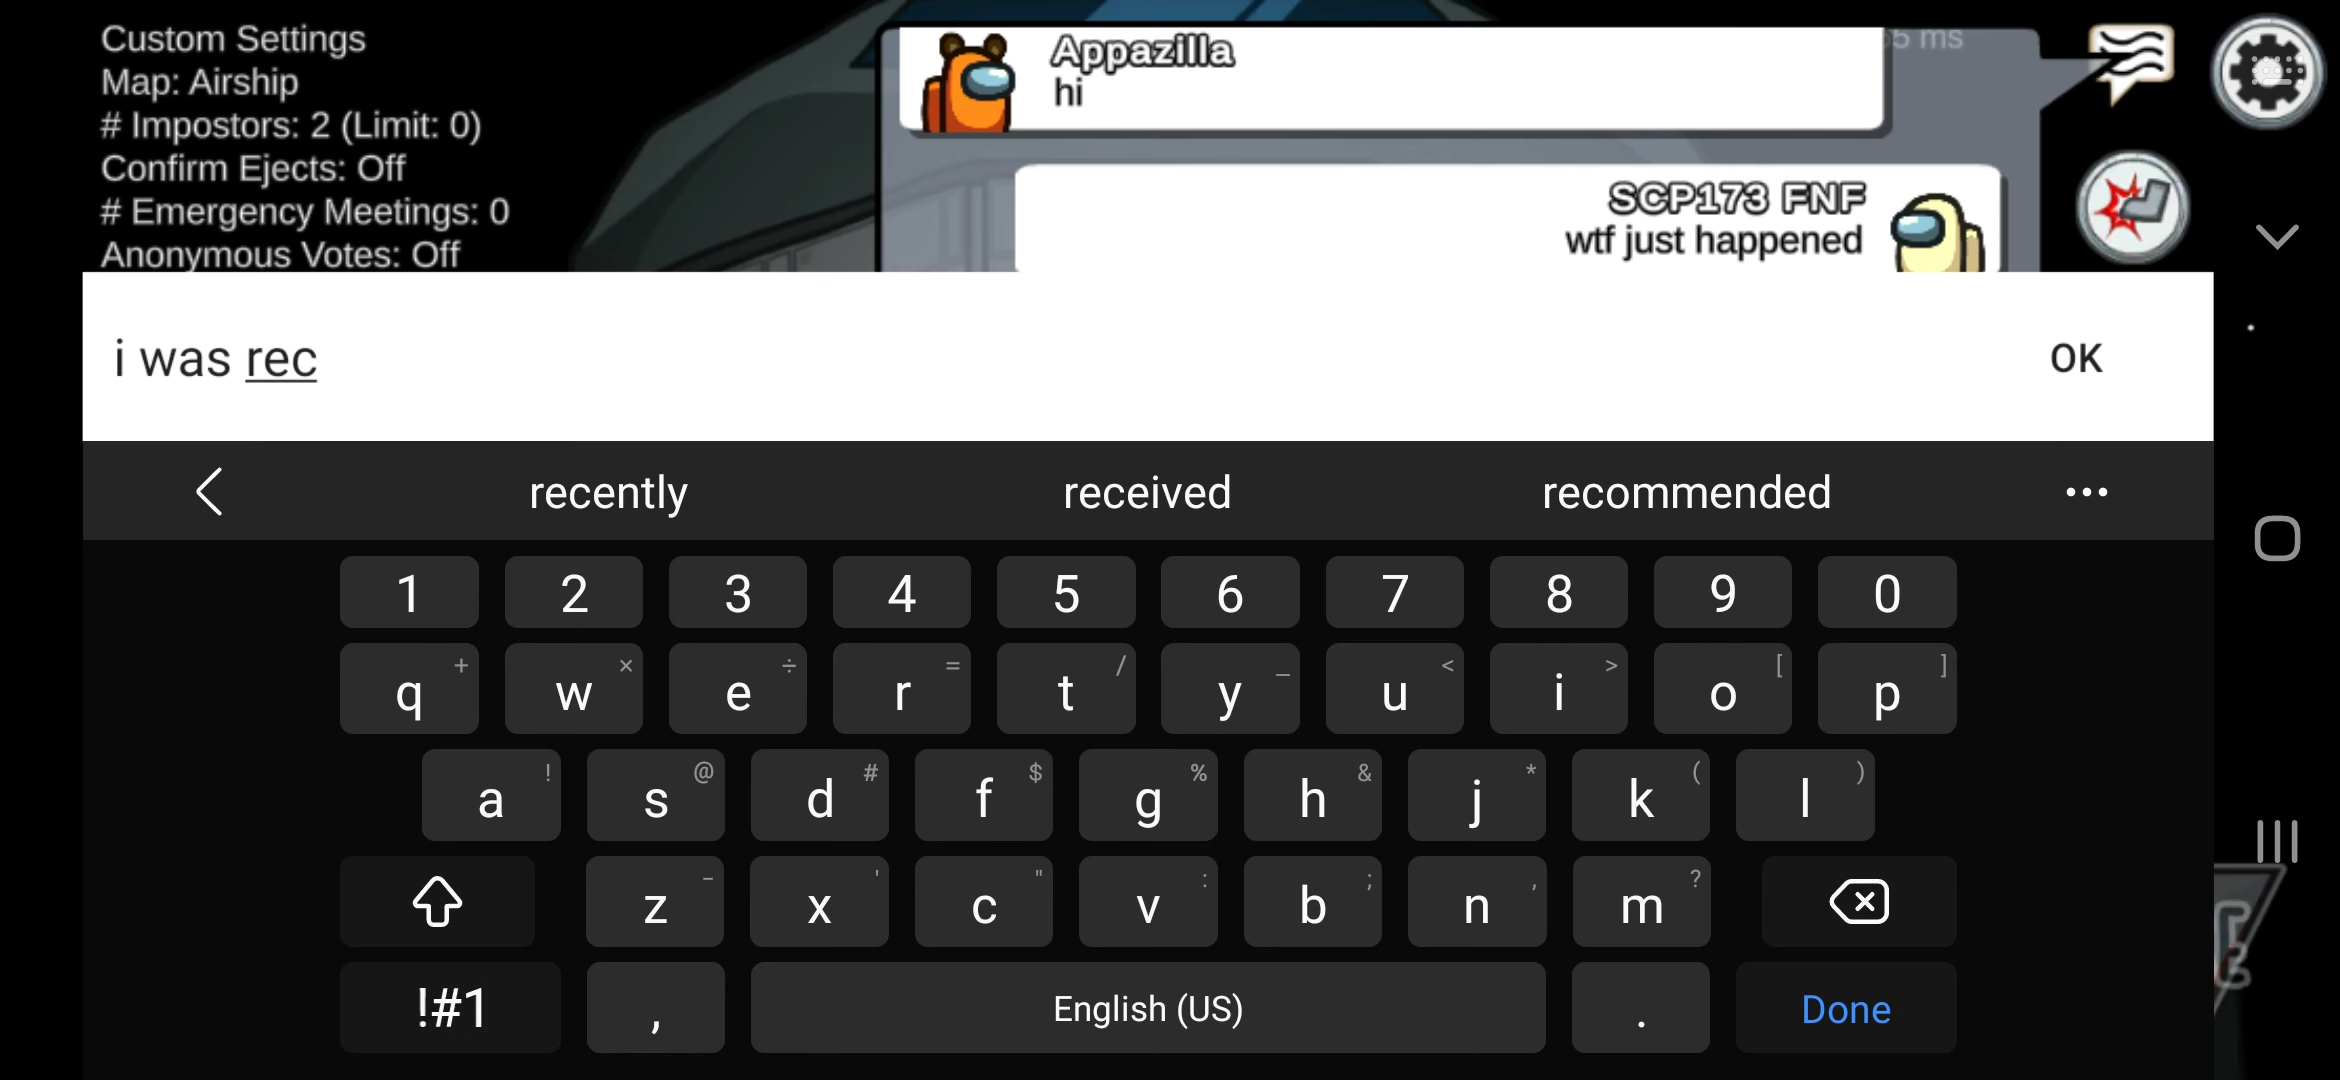 Custom Settings
Map: Airship
# Impostors: 2 (Limit: 0)
Confirm Ejects: Off
# Emergency Meetings: 0
Anonymous Votes: Off
5 ms
Appazilla
hi
SCP173 FNF
wtf just happened
i was rec
OK
recently received recommended
1 2 3 4 5 6 7 8 9 0
q + w × e ÷ r = t / y _ u < i > o [ p ]
a ! s @ d # f $ g % h & j * k ( l )
z - x ' c " v : b ; n , m ?
!#1 , English (US) . Done